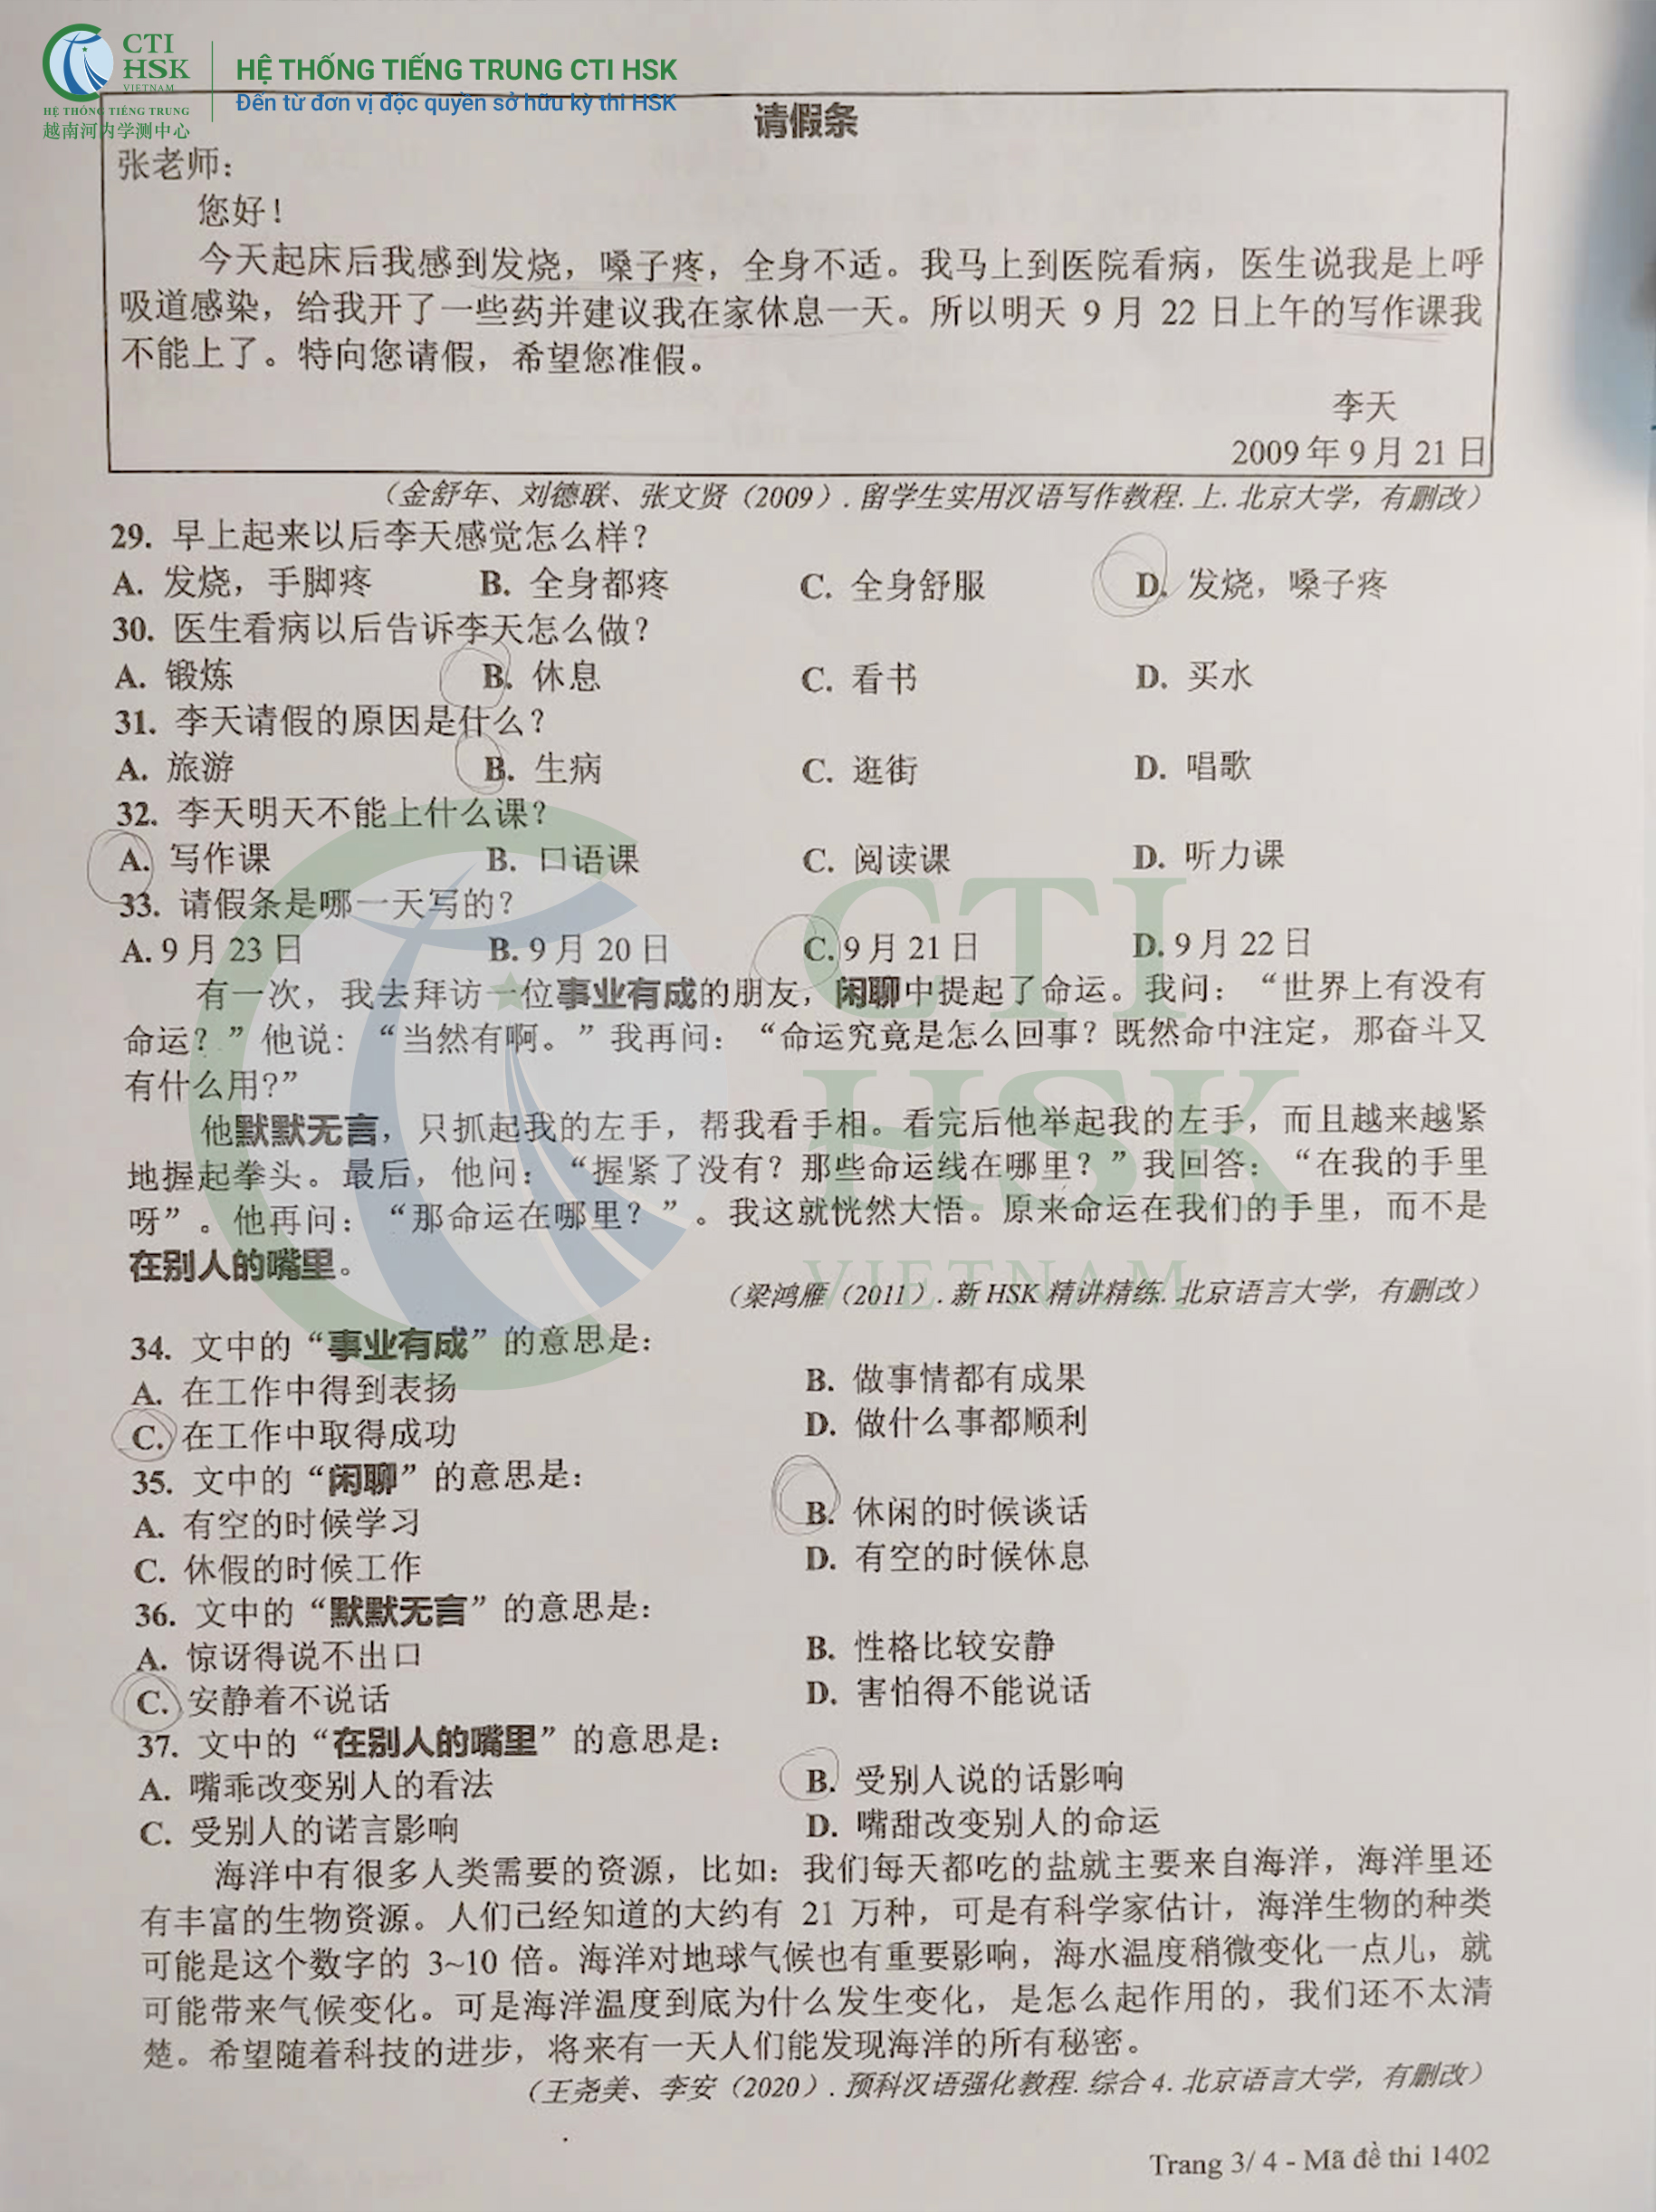 CTI
HSK
VIETNAM
HỆ THỐNG TIẾNG TRUNG
越南河内学测中心
HỆ THỐNG TIẾNG TRUNG CTI HSK
Đến từ đơn vị độc quyền sở hữu kỳ thi HSK
请假条
张老师：
您好！
今天起床后我感到发烧，嗓子疼，全身不适。我马上到医院看病，医生说我是上呼
吸道感染，给我开了一些药并建议我在家休息一天。所以明天 9 月 22 日上午的写作课我
不能上了。特向您请假，希望您准假。
李天
2009 年 9 月 21 日
（金舒年、刘德联、张文贤（2009）. 留学生实用汉语写作教程. 上. 北京大学，有删改）
29. 早上起来以后李天感觉怎么样？
A. 发烧，手脚疼 B. 全身都疼 C. 全身舒服 D. 发烧，嗓子疼
30. 医生看病以后告诉李天怎么做？
A. 锻炼 B. 休息 C. 看书 D. 买水
31. 李天请假的原因是什么？
A. 旅游 B. 生病 C. 逛街 D. 唱歌
32. 李天明天不能上什么课？
A. 写作课 B. 口语课 C. 阅读课 D. 听力课
33. 请假条是哪一天写的？
A. 9 月 23 日 B. 9 月 20 日 C. 9 月 21 日 D. 9 月 22 日
有一次，我去拜访一位事业有成的朋友，闲聊中提起了命运。我问：“世界上有没有
命运？”他说：“当然有啊。”我再问：“命运究竟是怎么回事？既然命中注定，那奋斗又
有什么用?”
他默默无言，只抓起我的左手，帮我看手相。看完后他举起我的左手，而且越来越紧
地握起拳头。最后，他问：“握紧了没有？那些命运线在哪里？”我回答：“在我的手里
呀”。他再问：“那命运在哪里？”。我这就恍然大悟。原来命运在我们的手里，而不是
在别人的嘴里。
（梁鸿雁（2011）. 新 HSK 精讲精练. 北京语言大学，有删改）
34. 文中的“事业有成”的意思是：
A. 在工作中得到表扬 B. 做事情都有成果
C. 在工作中取得成功 D. 做什么事都顺利
35. 文中的“闲聊”的意思是：
A. 有空的时候学习 B. 休闲的时候谈话
C. 休假的时候工作 D. 有空的时候休息
36. 文中的“默默无言”的意思是：
A. 惊讶得说不出口 B. 性格比较安静
C. 安静着不说话 D. 害怕得不能说话
37. 文中的“在别人的嘴里”的意思是：
A. 嘴乖改变别人的看法 B. 受别人说的话影响
C. 受别人的诺言影响 D. 嘴甜改变别人的命运
海洋中有很多人类需要的资源，比如：我们每天都吃的盐就主要来自海洋，海洋里还
有丰富的生物资源。人们已经知道的大约有 21 万种，可是有科学家估计，海洋生物的种类
可能是这个数字的 3~10 倍。海洋对地球气候也有重要影响，海水温度稍微变化一点儿，就
可能带来气候变化。可是海洋温度到底为什么发生变化，是怎么起作用的，我们还不太清
楚。希望随着科技的进步，将来有一天人们能发现海洋的所有秘密。
（王尧美、李安（2020）. 预科汉语强化教程. 综合 4. 北京语言大学，有删改）
Trang 3/ 4 - Mã đề thi 1402
CTI
HSK
VIETNAM